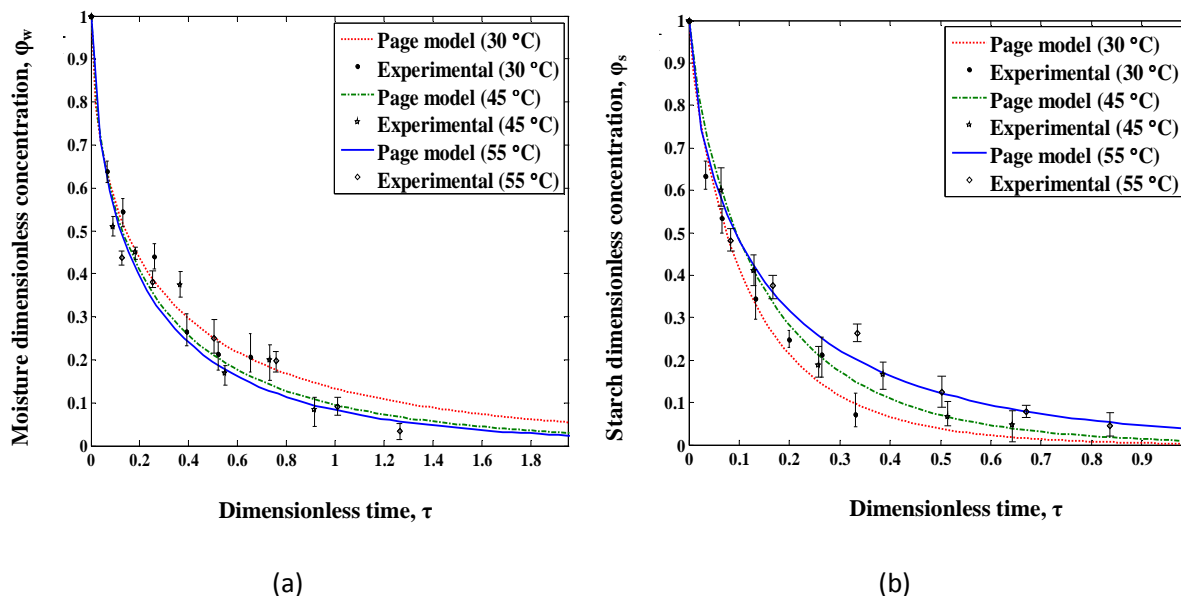 Moisture dimensionless concentration, φw
1
0.9
0.8
0.7
0.6
0.5
0.4
0.3
0.2
0.1
0
0 0.2 0.4 0.6 0.8 1 1.2 1.4 1.6 1.8
Dimensionless time, τ
Page model (30 °C)
Experimental (30 °C)
Page model (45 °C)
Experimental (45 °C)
Page model (55 °C)
Experimental (55 °C)
(a)
Starch dimensionless concentration, φs
1
0.9
0.8
0.7
0.6
0.5
0.4
0.3
0.2
0.1
0
0 0.1 0.2 0.3 0.4 0.5 0.6 0.7 0.8 0.9
Dimensionless time, τ
Page model (30 °C)
Experimental (30 °C)
Page model (45 °C)
Experimental (45 °C)
Page model (55 °C)
Experimental (55 °C)
(b)